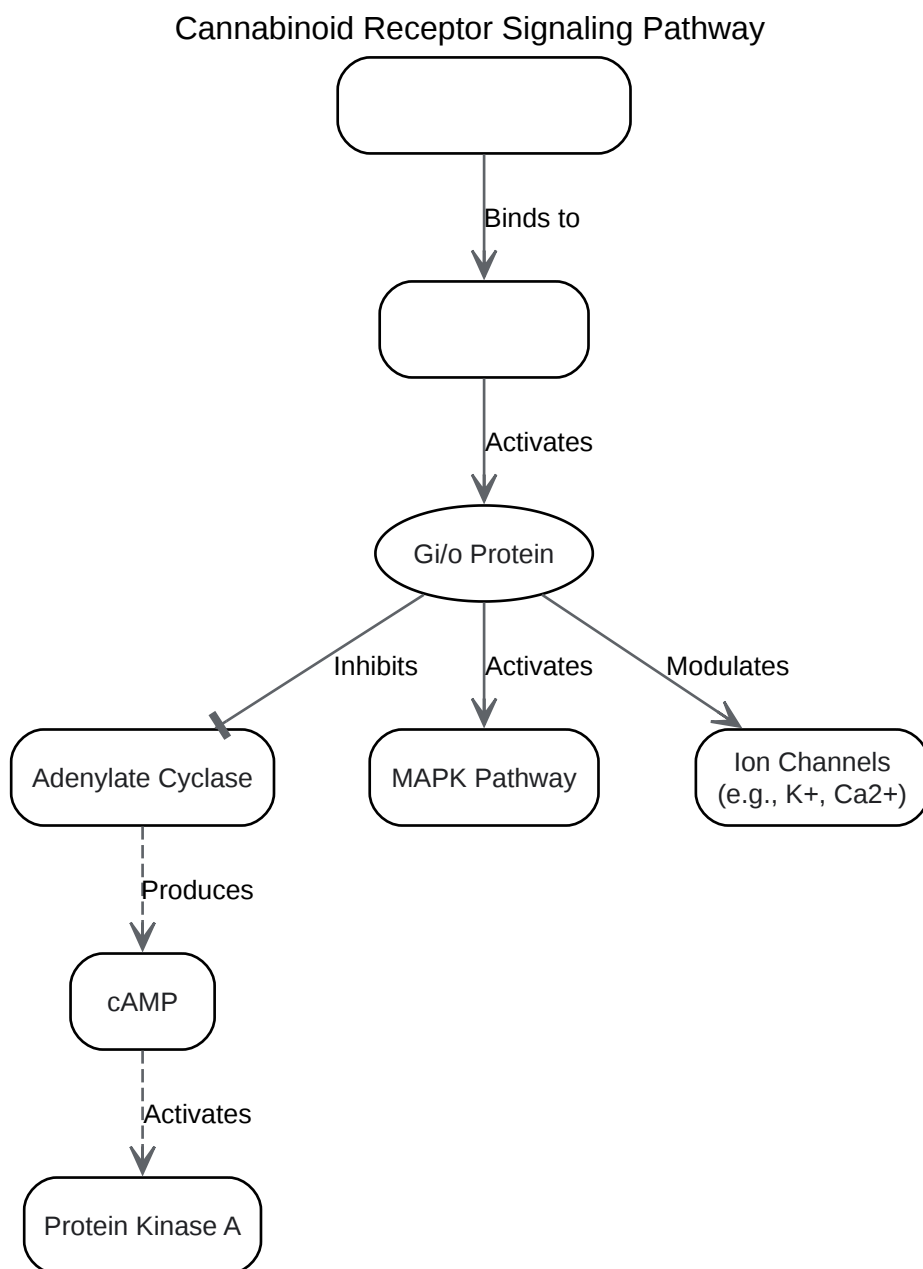 Cannabinoid Receptor Signaling Pathway
Binds to
Activates
Gi/o Protein
Inhibits
Activates
Modulates
Adenylate Cyclase
MAPK Pathway
Ion Channels
(e.g., K+, Ca2+)
Produces
cAMP
Activates
Protein Kinase A